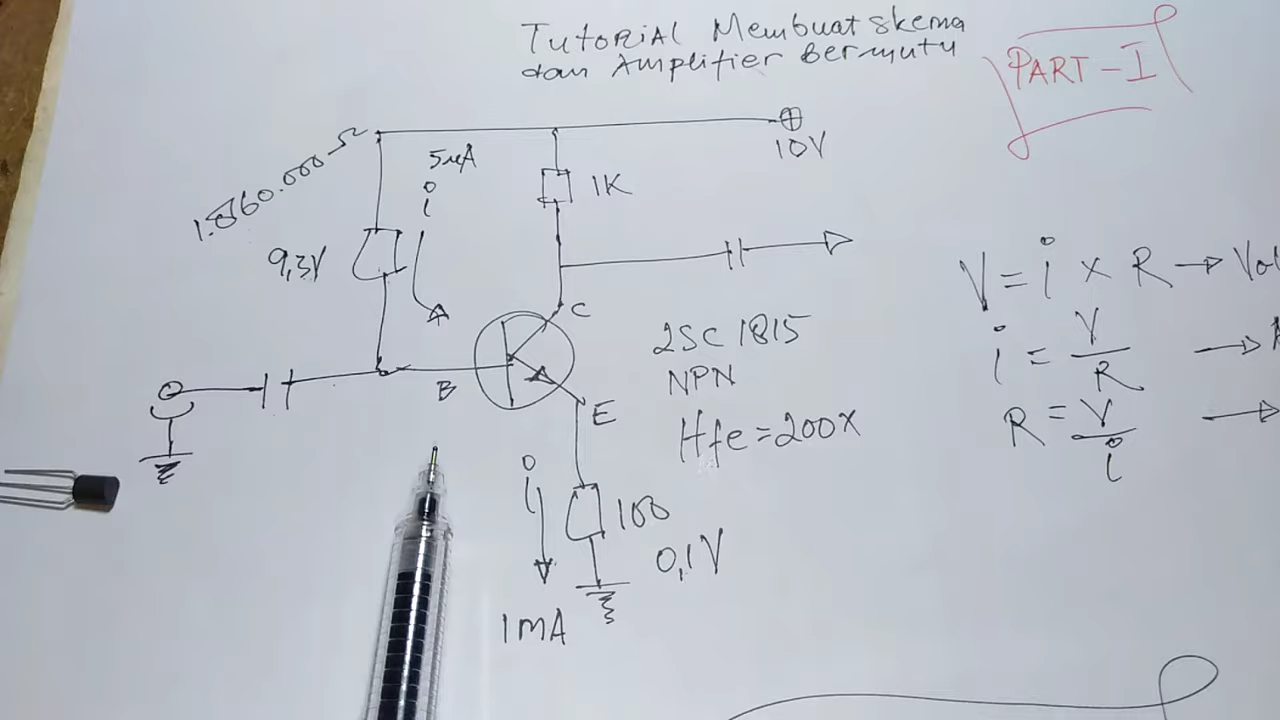 Tutorial Membuat skema
dan Amplifier Bermutu
PART-I
1.860.000 Ω
5uA
i
10V
1K
9,3V
C
B
E
2SC 1815
NPN
Hfe=200x
i
100
0,1V
1MA
V = i x R → Vol
i = V/R →
R = V/i →